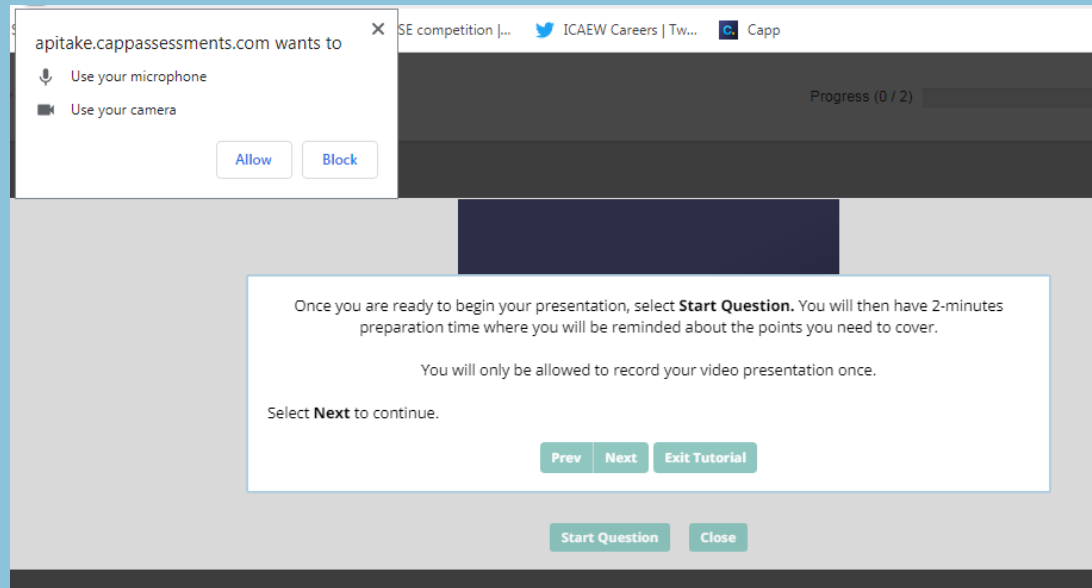 SE competition |...
ICAEW Careers | Tw...
C. Capp
apitake.cappassessments.com wants to
Use your microphone
Use your camera
Allow Block
Progress (0 / 2)
Once you are ready to begin your presentation, select Start Question. You will then have 2-minutes
preparation time where you will be reminded about the points you need to cover.
You will only be allowed to record your video presentation once.
Select Next to continue.
Prev Next Exit Tutorial
Start Question Close